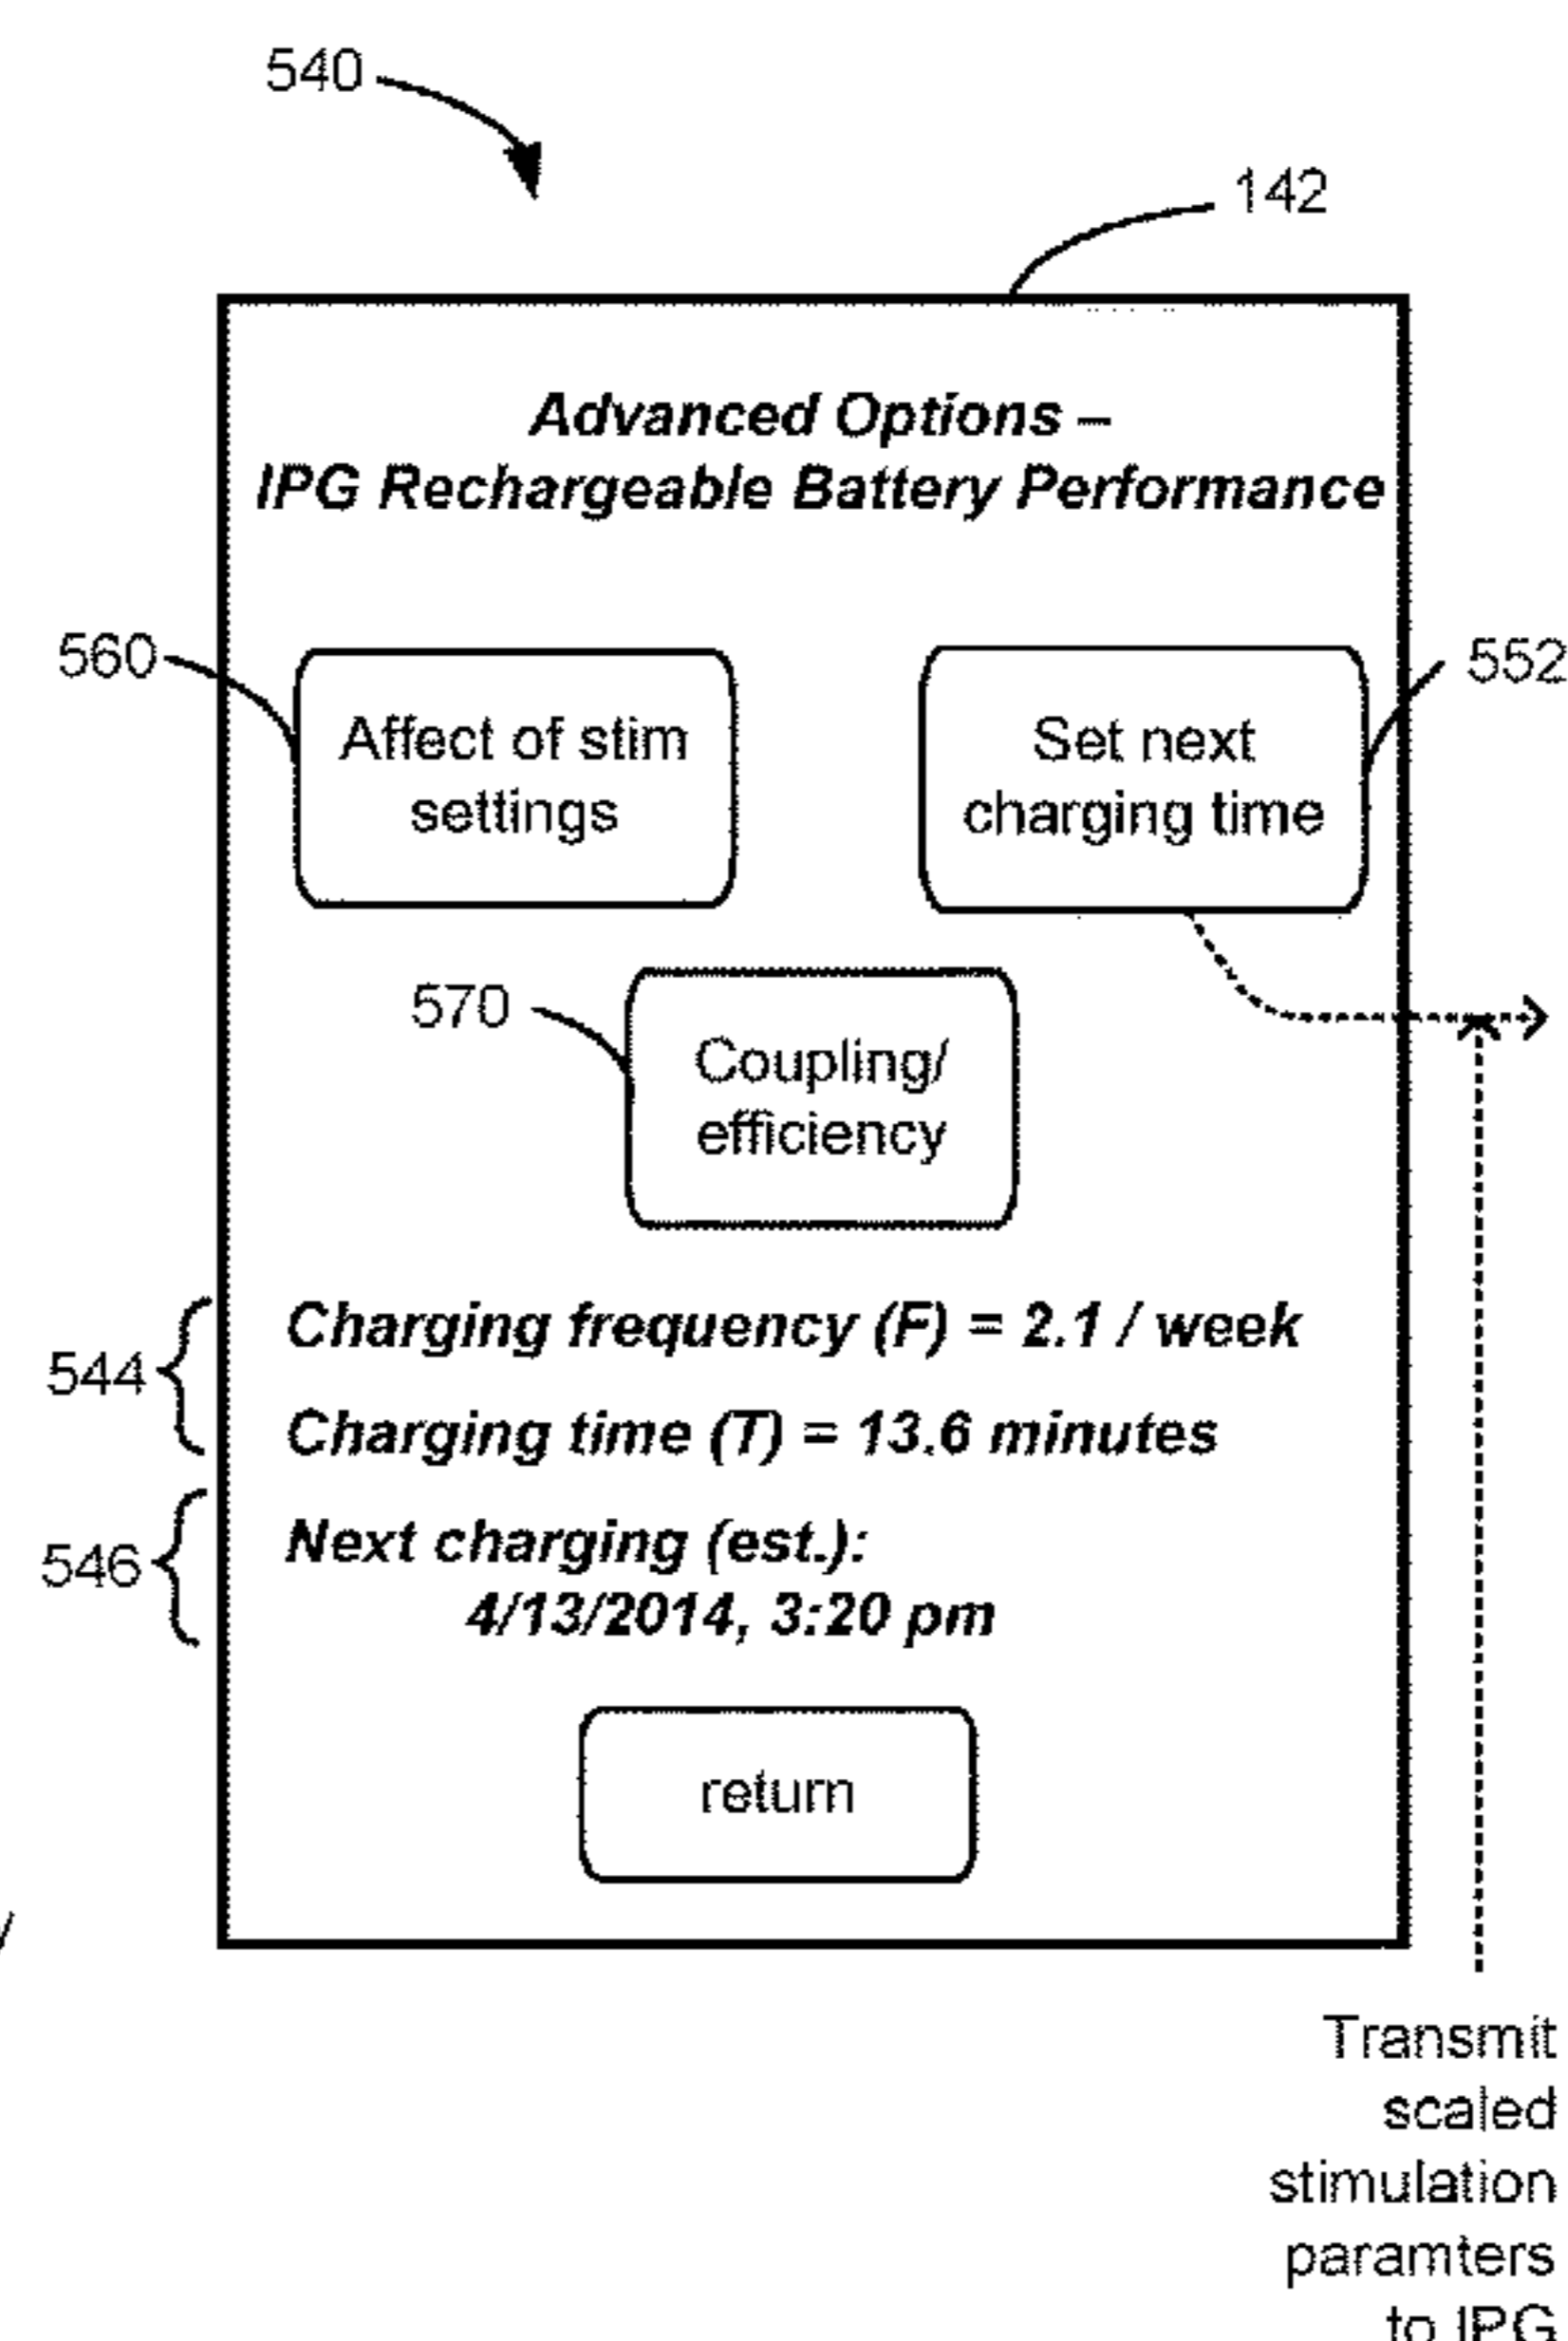 540
142
Advanced Options –
IPG Rechargeable Battery Performance
560
552
Affect of stim
settings
Set next
charging time
570
Coupling/
efficiency
544
Charging frequency (F) = 2.1 / week
Charging time (T) = 13.6 minutes
546
Next charging (est.):
4/13/2014, 3:20 pm
return
Transmit
scaled
stimulation
paramters
to IPG